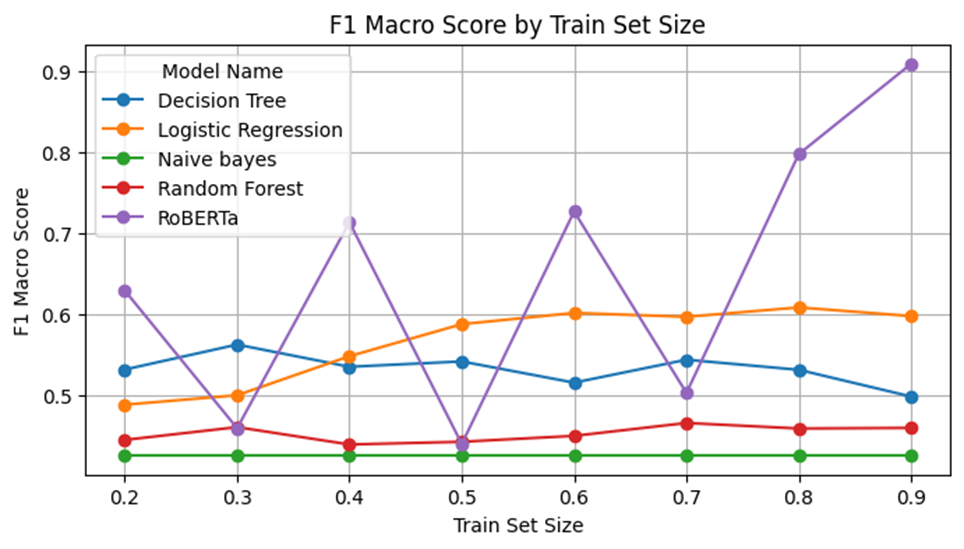 F1 Macro Score by Train Set Size
Model Name
Decision Tree
Logistic Regression
Naive bayes
Random Forest
RoBERTa
F1 Macro Score
0.9
0.8
0.7
0.6
0.5
0.2 0.3 0.4 0.5 0.6 0.7 0.8 0.9
Train Set Size